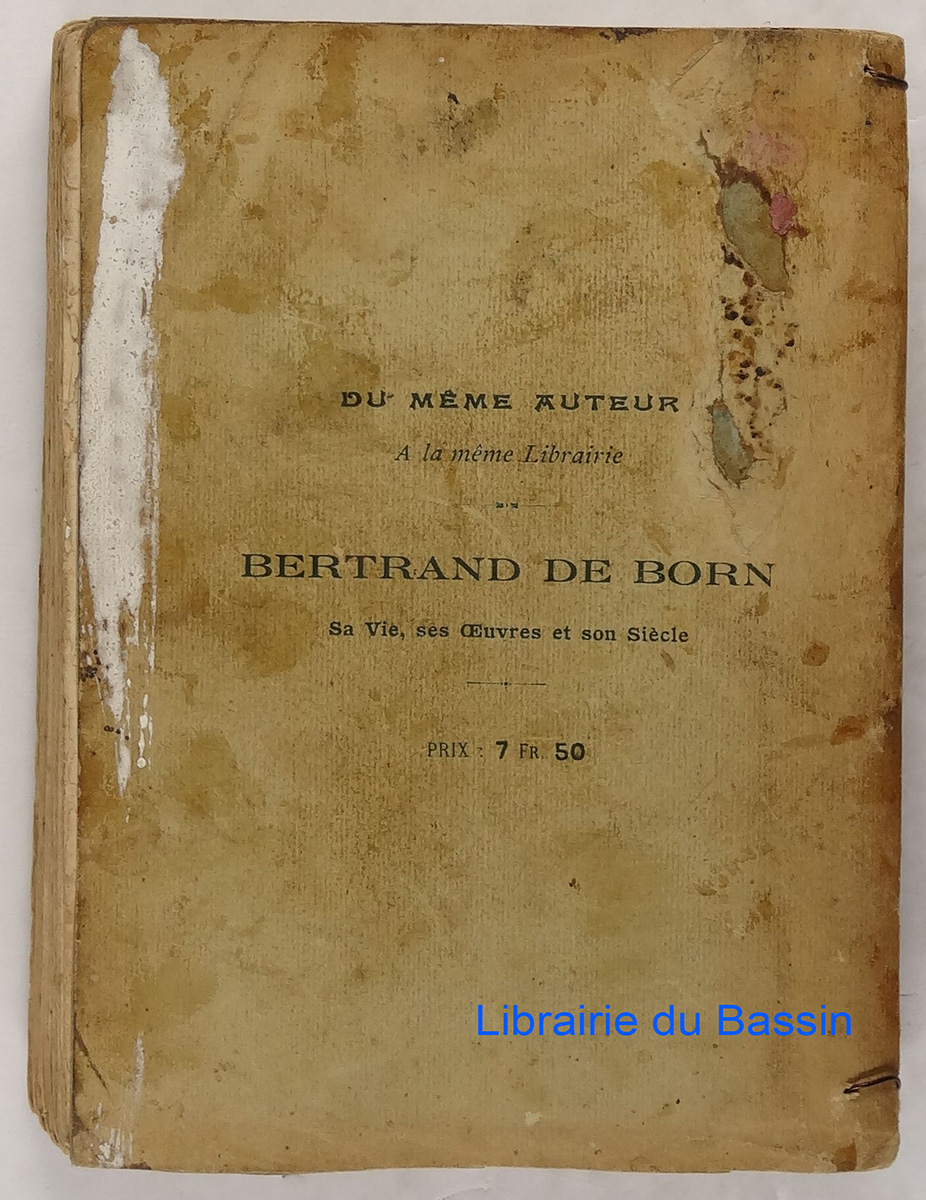 DU MÊME AUTEUR
A la même Librairie
BERTRAND DE BORN
Sa Vie, ses Œuvres et son Siècle
PRIX : 7 FR. 50
Librairie du Bassin